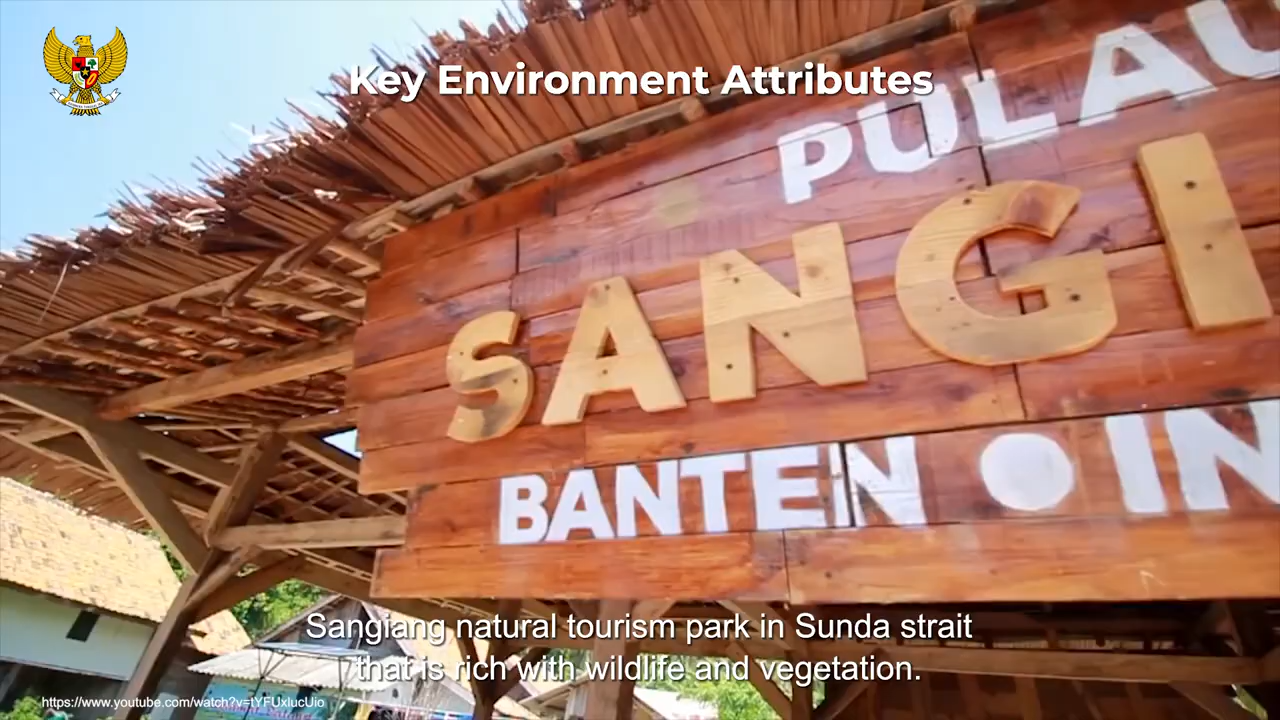 Key Environment Attributes
PULAU
SANGI
BANTEN ● IN
Sangiang natural tourism park in Sunda strait
that is rich with wildlife and vegetation.
https://www.youtube.com/watch?v=tYFUxlucUio